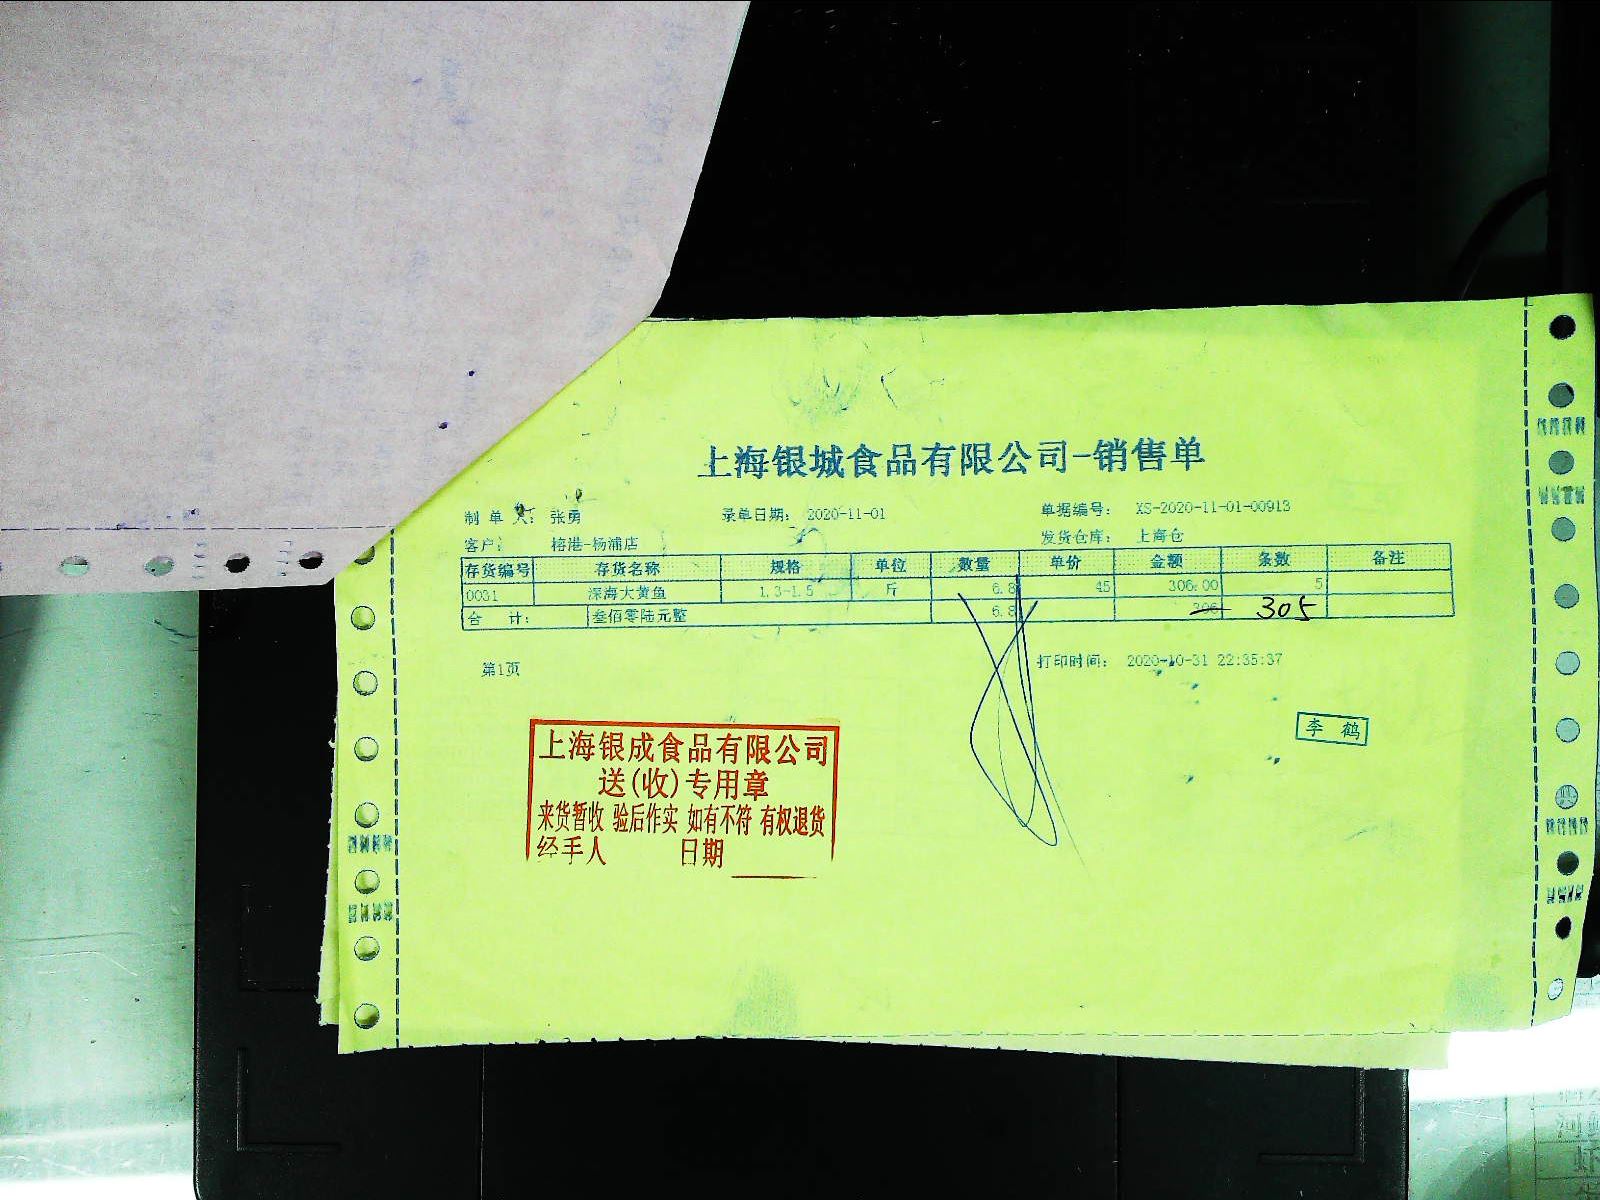 上海银城食品有限公司-销售单
制 单 人： 张勇 录单日期： 2020-11-01 单据编号： XS-2020-11-01-00913
客户： 榕港-杨浦店 发货仓库： 上海仓
存货编号 存货名称 规格 单位 数量 单价 金额 条数 备注
0031 深海大黄鱼 1.3-1.5 斤 6.8 45 306.00 5
合 计： 叁佰零陆元整 6.8 306 305
第1页 打印时间： 2020-10-31 22:35:37
李 鹤
上海银成食品有限公司
送(收)专用章
来货暂收 验后作实 如有不符 有权退货
经手人 日期